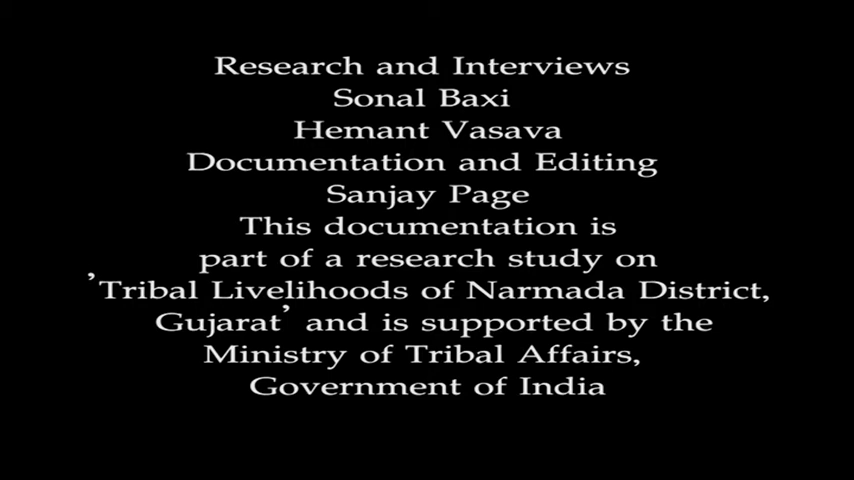 Research and Interviews
Sonal Baxi
Hemant Vasava
Documentation and Editing
Sanjay Page
This documentation is
part of a research study on
’Tribal Livelihoods of Narmada District,
Gujarat’ and is supported by the
Ministry of Tribal Affairs,
Government of India